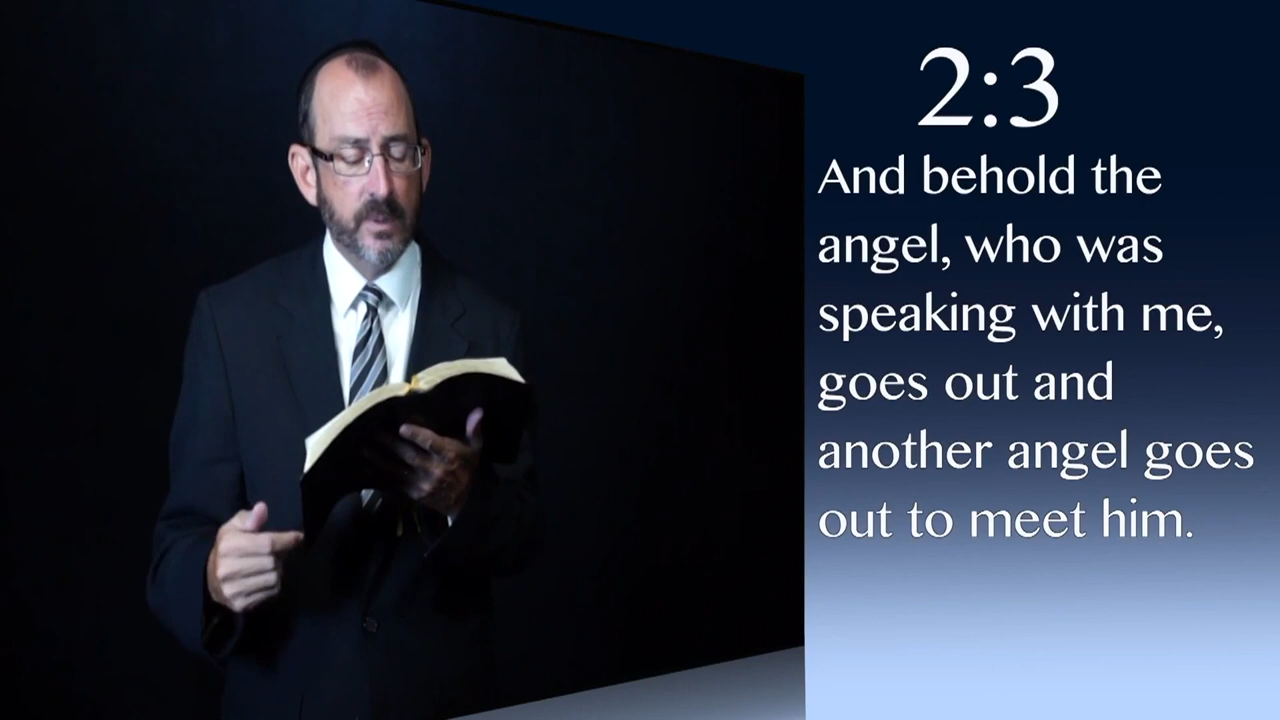 2:3
And behold the
angel, who was
speaking with me,
goes out and
another angel goes
out to meet him.